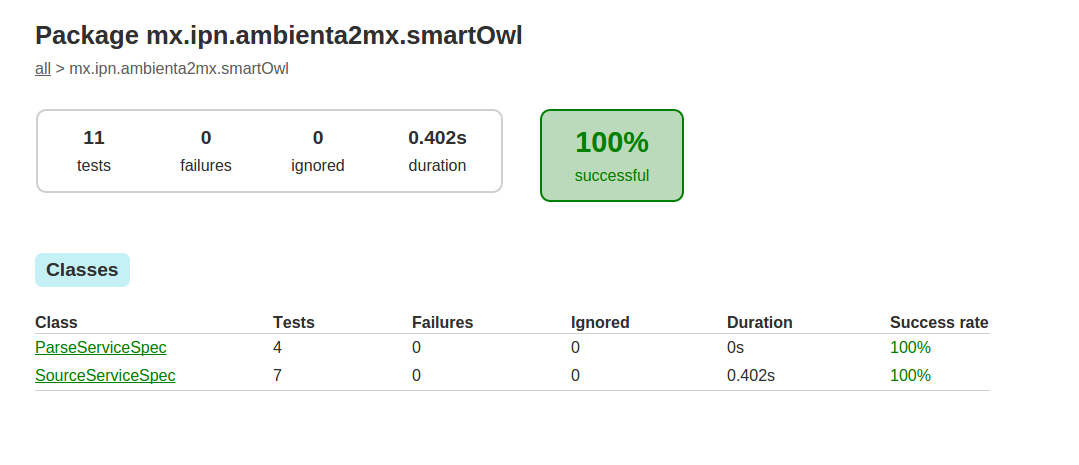 Package mx.ipn.ambienta2mx.smartOwl
all > mx.ipn.ambienta2mx.smartOwl
11 0 0 0.402s
tests failures ignored duration
100%
successful
Classes
Class Tests Failures Ignored Duration Success rate
ParseServiceSpec 4 0 0 0s 100%
SourceServiceSpec 7 0 0 0.402s 100%